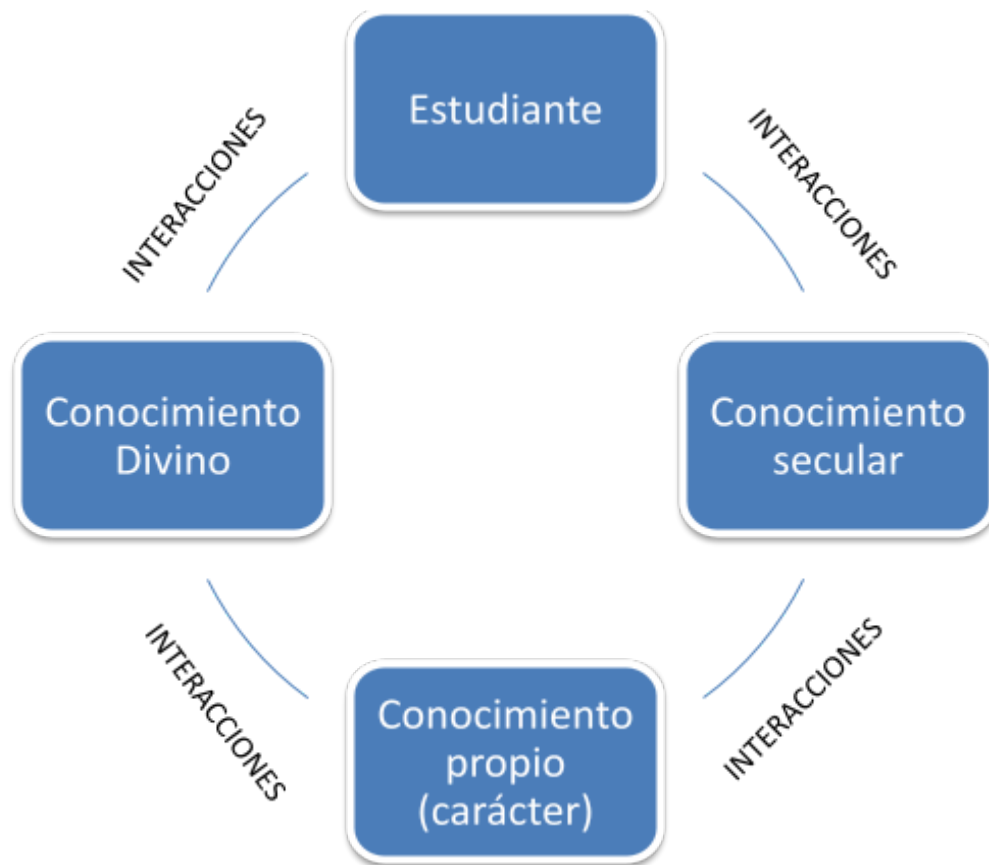 Estudiante
INTERACCIONES
INTERACCIONES
Conocimiento
Divino
Conocimiento
secular
INTERACCIONES
INTERACCIONES
Conocimiento
propio
(carácter)